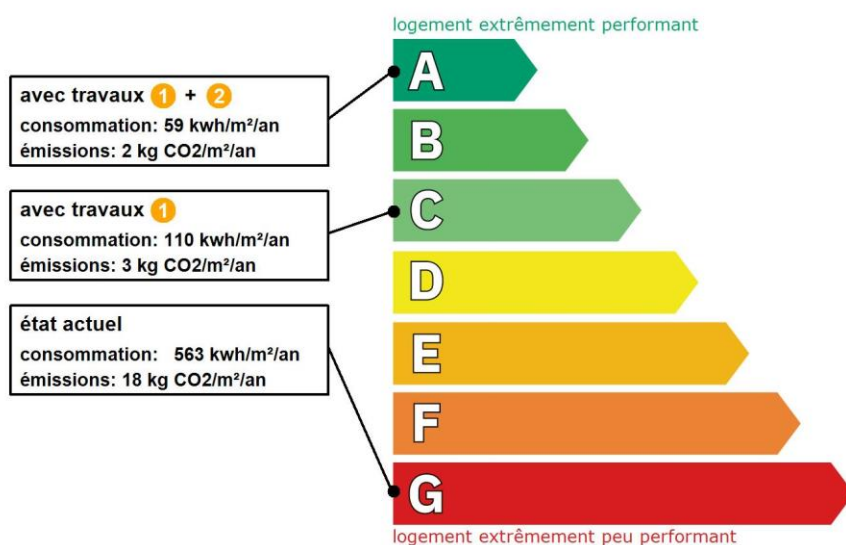 logement extrêmement performant
A
avec travaux 1 + 2
consommation: 59 kwh/m²/an
émissions: 2 kg CO2/m²/an
B
avec travaux 1
consommation: 110 kwh/m²/an
émissions: 3 kg CO2/m²/an
C
D
état actuel
consommation: 563 kwh/m²/an
émissions: 18 kg CO2/m²/an
E
F
G
logement extrêmement peu performant